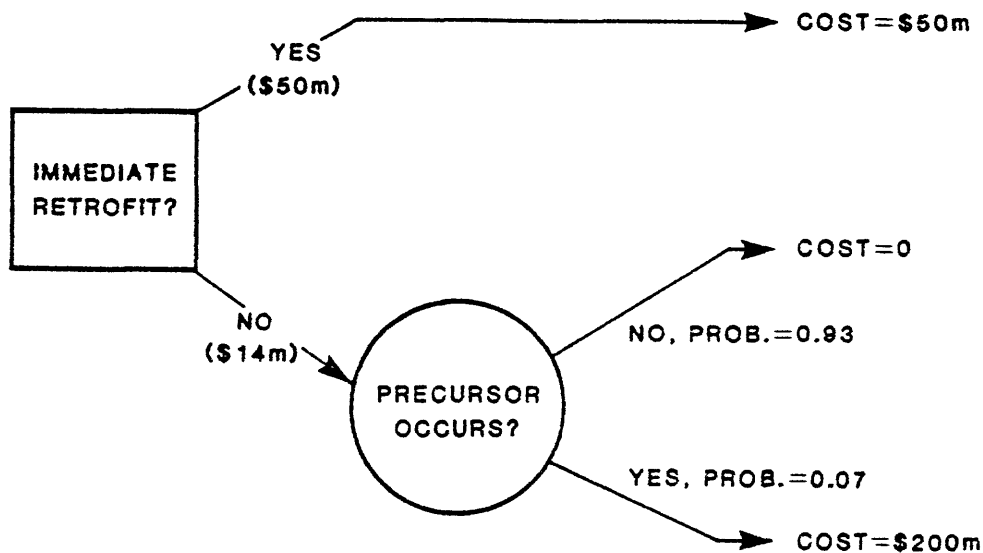 COST=$50m
YES
($50m)
IMMEDIATE
RETROFIT?
COST=0
NO
($14m)
NO, PROB.=0.93
PRECURSOR
OCCURS?
YES, PROB.=0.07
COST=$200m